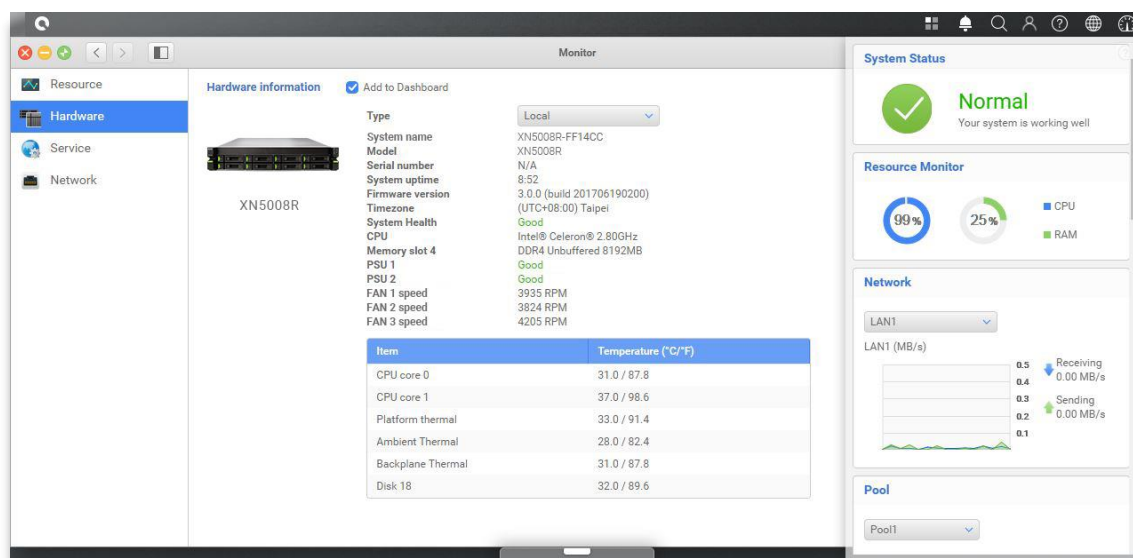 Monitor
Resource
Hardware
Service
Network
Hardware information
Add to Dashboard
XN5008R
Type Local
System name XN5008R-FF14CC
Model XN5008R
Serial number N/A
System uptime 8:52
Firmware version 3.0.0 (build 201706190200)
Timezone (UTC+08:00) Taipei
System Health Good
CPU Intel® Celeron® 2.80GHz
Memory slot 4 DDR4 Unbuffered 8192MB
PSU 1 Good
PSU 2 Good
FAN 1 speed 3935 RPM
FAN 2 speed 3824 RPM
FAN 3 speed 4205 RPM
Item Temperature (°C/°F)
CPU core 0 31.0 / 87.8
CPU core 1 37.0 / 98.6
Platform thermal 33.0 / 91.4
Ambient Thermal 28.0 / 82.4
Backplane Thermal 31.0 / 87.8
Disk 18 32.0 / 89.6
System Status
Normal
Your system is working well
Resource Monitor
99%
25%
CPU
RAM
Network
LAN1
LAN1 (MB/s)
0.5
0.4
0.3
0.2
0.1
Receiving
0.00 MB/s
Sending
0.00 MB/s
Pool
Pool1